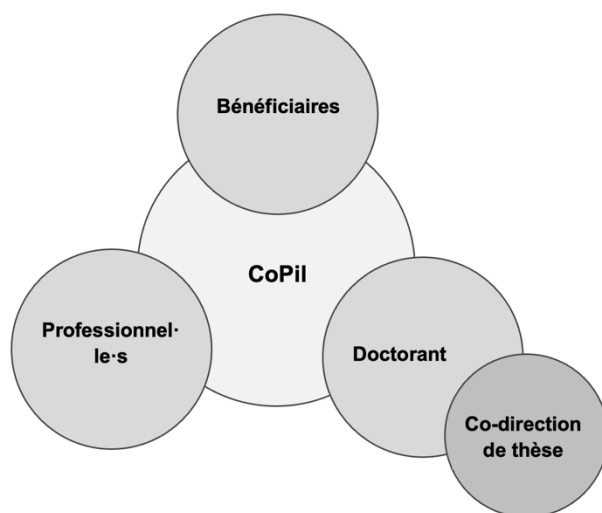 Bénéficiaires
CoPil
Professionnel·
le·s
Doctorant
Co-direction
de thèse